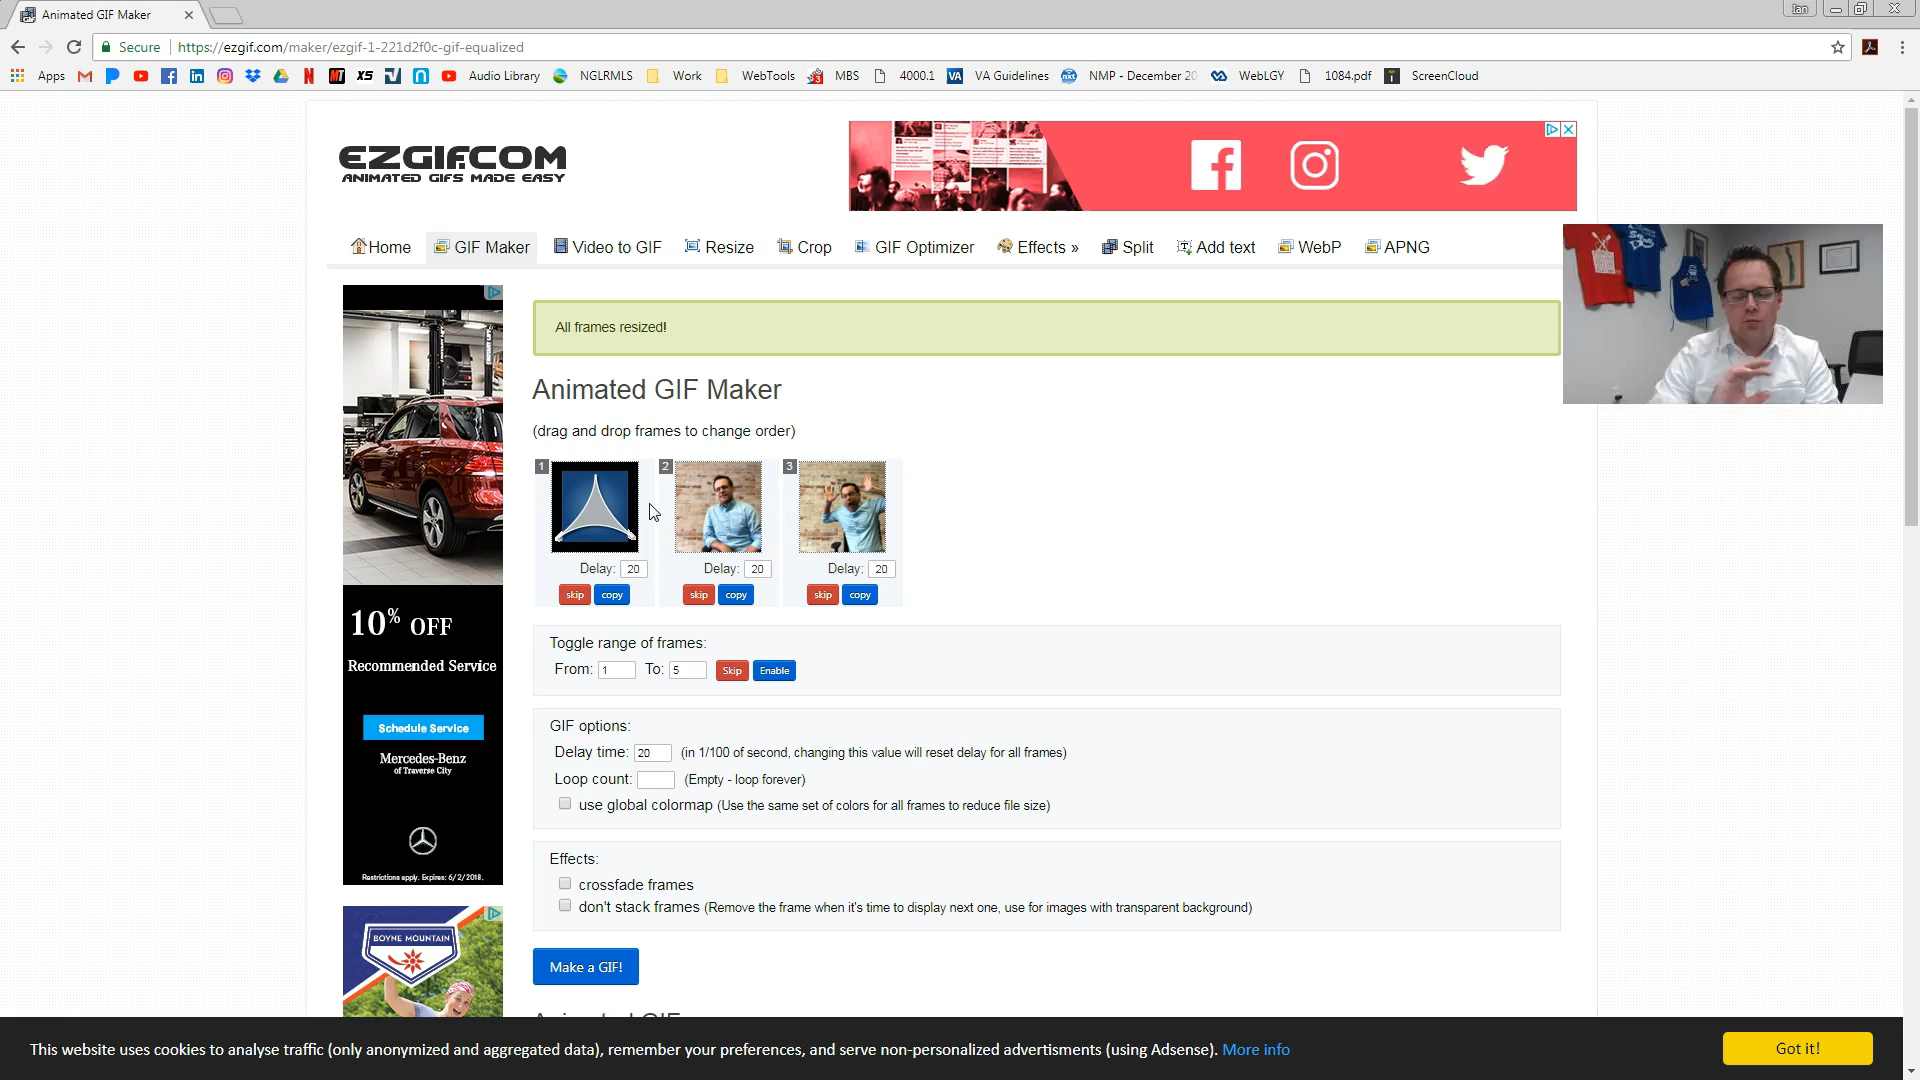 Animated GIF Maker
Ian
Secure
https://ezgif.com/maker/ezgif-1-221d2f0c-gif-equalized
Apps
Audio Library
NGLRMLS
Work
WebTools
MBS
4000.1
VA Guidelines
NMP - December 20
WebLGY
1084.pdf
ScreenCloud
EZGIF.COM
ANIMATED GIFS MADE EASY
Home
GIF Maker
Video to GIF
Resize
Crop
GIF Optimizer
Effects »
Split
Add text
WebP
APNG
All frames resized!
Animated GIF Maker
(drag and drop frames to change order)
1
2
3
Delay: 20
Delay: 20
Delay: 20
skip copy
skip copy
skip copy
Toggle range of frames:
From: 1 To: 5 Skip Enable
GIF options:
Delay time: 20 (in 1/100 of second, changing this value will reset delay for all frames)
Loop count: (Empty - loop forever)
use global colormap (Use the same set of colors for all frames to reduce file size)
Effects:
crossfade frames
don't stack frames (Remove the frame when it's time to display next one, use for images with transparent background)
Make a GIF!
10% OFF
Recommended Service
Schedule Service
Mercedes-Benz
of Traverse City
Restrictions apply. Expires: 6/2/2018.
BOYNE MOUNTAIN
This website uses cookies to analyse traffic (only anonymized and aggregated data), remember your preferences, and serve non-personalized advertisments (using Adsense). More info
Got it!